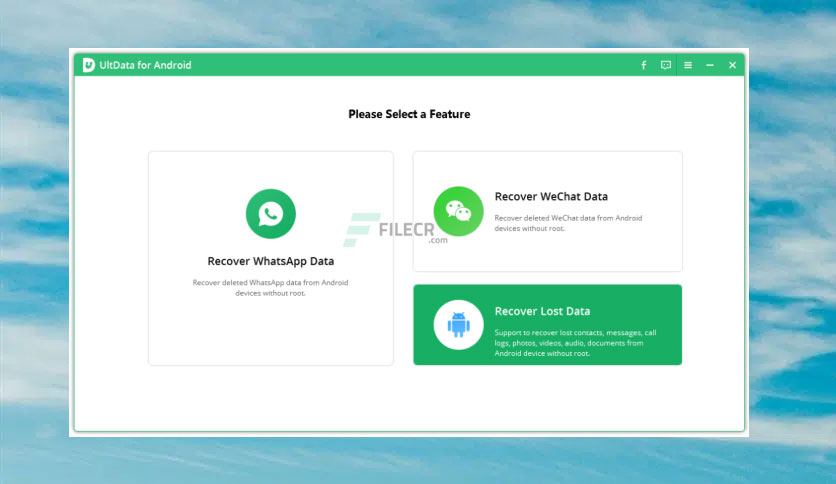 UltData for Android
Please Select a Feature
Recover WhatsApp Data
Recover deleted WhatsApp data from Android
devices without root.
Recover WeChat Data
Recover deleted WeChat data from Android
devices without root.
FILECR
.com
Recover Lost Data
Support to recover lost contacts, messages, call
logs, photos, videos, audio, documents from
Android device without root.